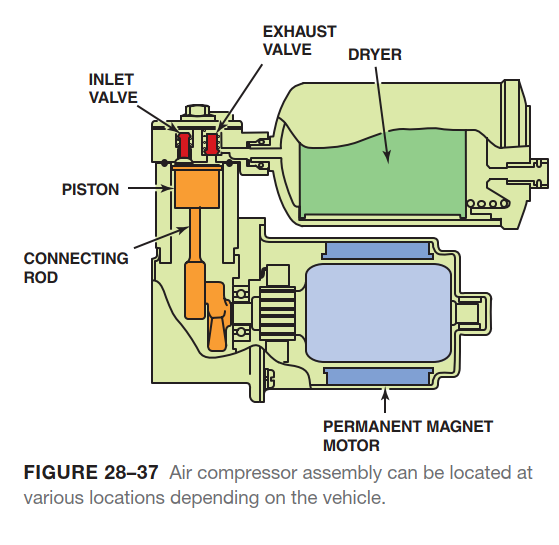 EXHAUST
VALVE
DRYER
INLET
VALVE
PISTON
CONNECTING
ROD
PERMANENT MAGNET
MOTOR
FIGURE 28–37 Air compressor assembly can be located at
various locations depending on the vehicle.